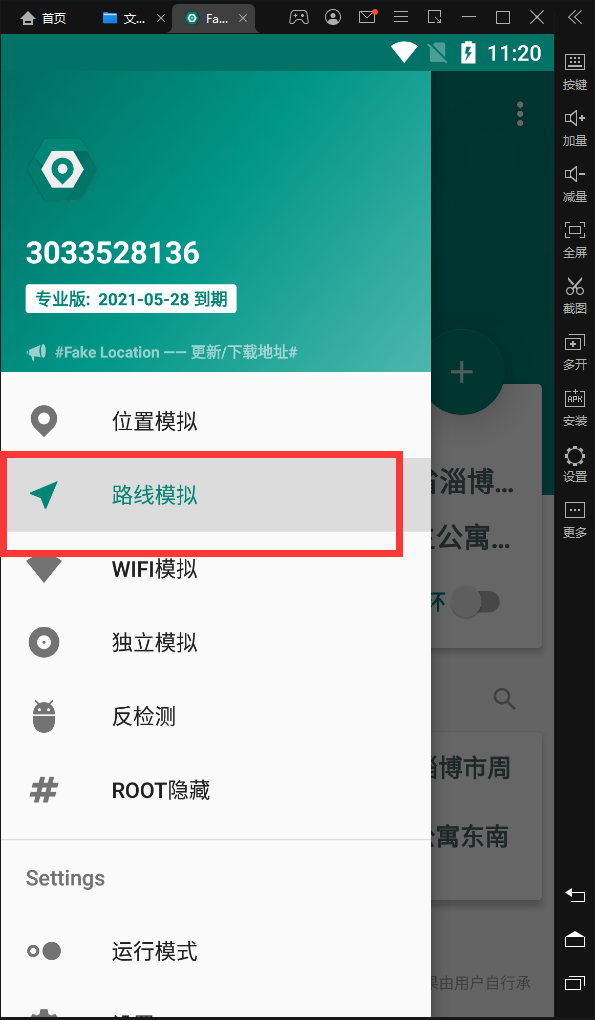 首页
文...
Fa...
11:20
按键
加量
减量
全屏
截图
多开
安装
设置
更多
3033528136
专业版: 2021-05-28 到期
#Fake Location —— 更新/下载地址#
位置模拟
路线模拟
WIFI模拟
独立模拟
反检测
ROOT隐藏
Settings
运行模式
省淄博...
公寓...
环
淄博市周
公寓东南
果由用户自行承
APK